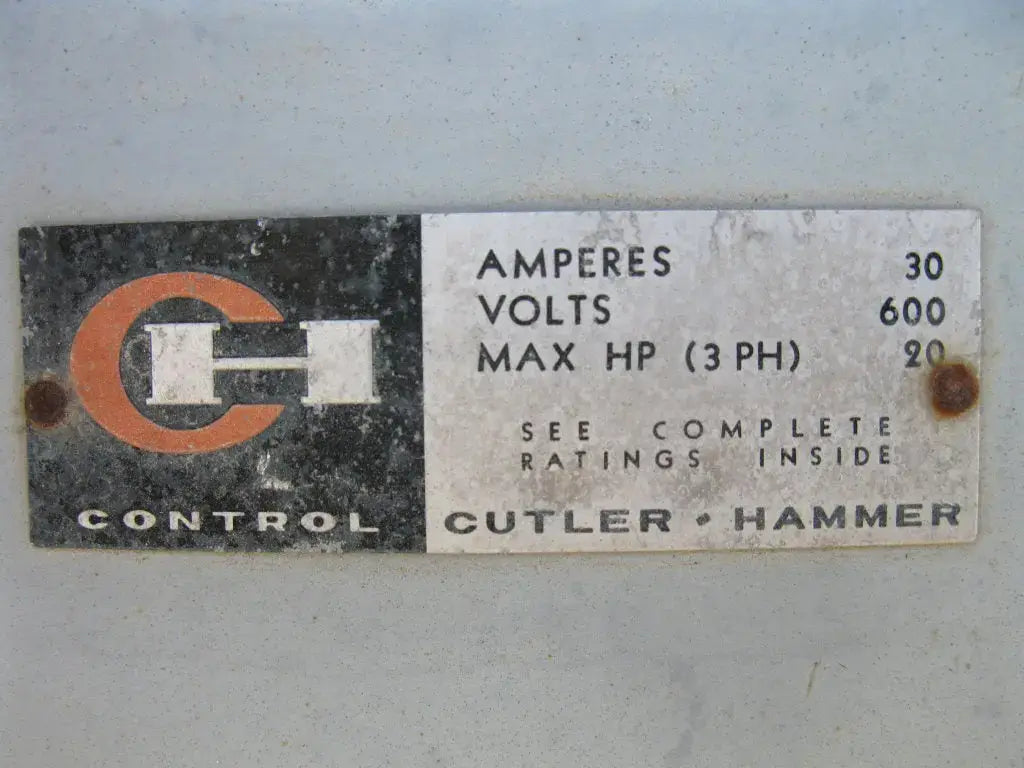 CH
CONTROL
AMPERES 30
VOLTS 600
MAX HP (3 PH) 20
SEE COMPLETE
RATINGS INSIDE
CUTLER • HAMMER